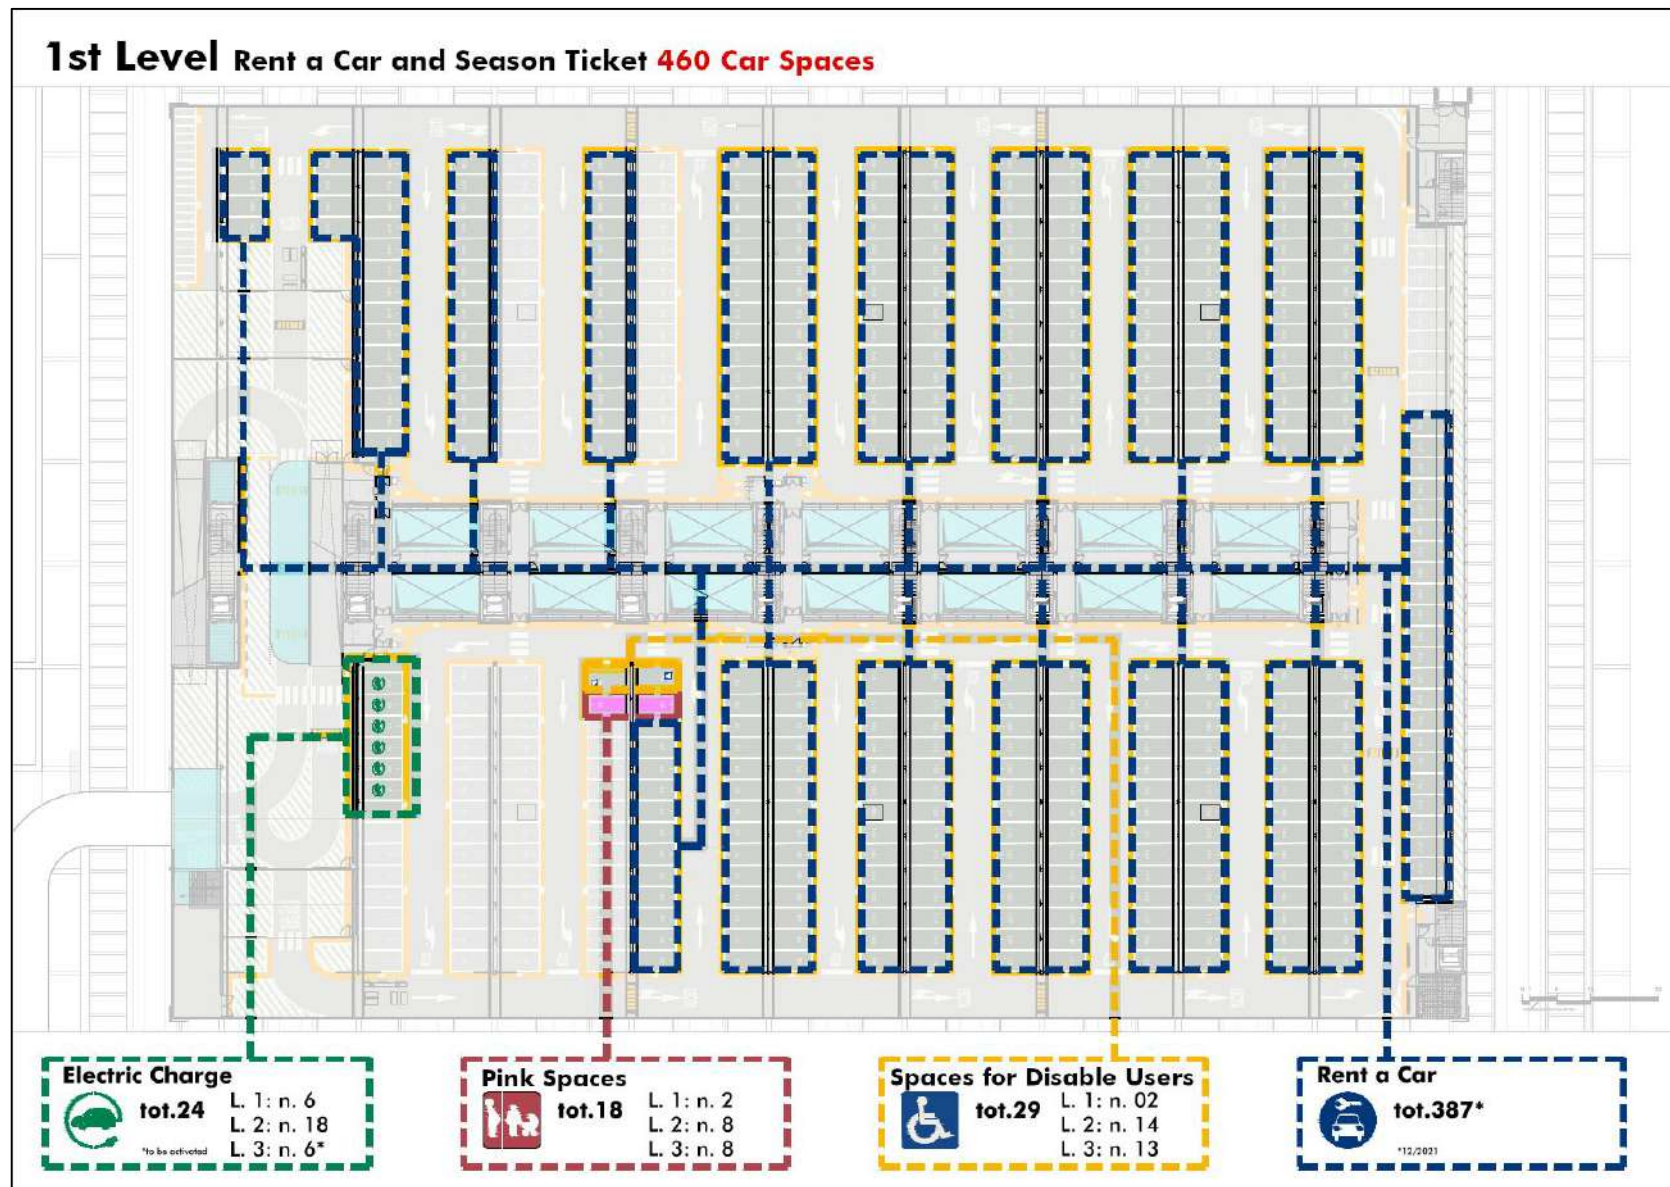 1st Level Rent a Car and Season Ticket 460 Car Spaces
Electric Charge
tot.24
L. 1: n. 6
L. 2: n. 18
L. 3: n. 6*
*to be activated
Pink Spaces
tot.18
L. 1: n. 2
L. 2: n. 8
L. 3: n. 8
Spaces for Disable Users
tot.29
L. 1: n. 02
L. 2: n. 14
L. 3: n. 13
Rent a Car
tot.387*
*12/2021